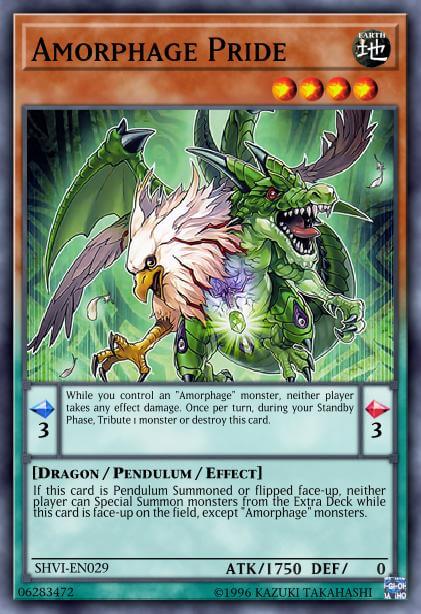 AMORPHAGE PRIDE
EARTH
地
While you control an "Amorphage" monster, neither player
takes any effect damage. Once per turn, during your Standby
Phase, Tribute 1 monster or destroy this card.
3
3
[DRAGON / PENDULUM / EFFECT]
If this card is Pendulum Summoned or flipped face-up, neither
player can Special Summon monsters from the Extra Deck while
this card is face-up on the field, except "Amorphage" monsters.
SHVI-EN029 ATK/1750 DEF/ 0
06283472 ©1996 KAZUKI TAKAHASHI